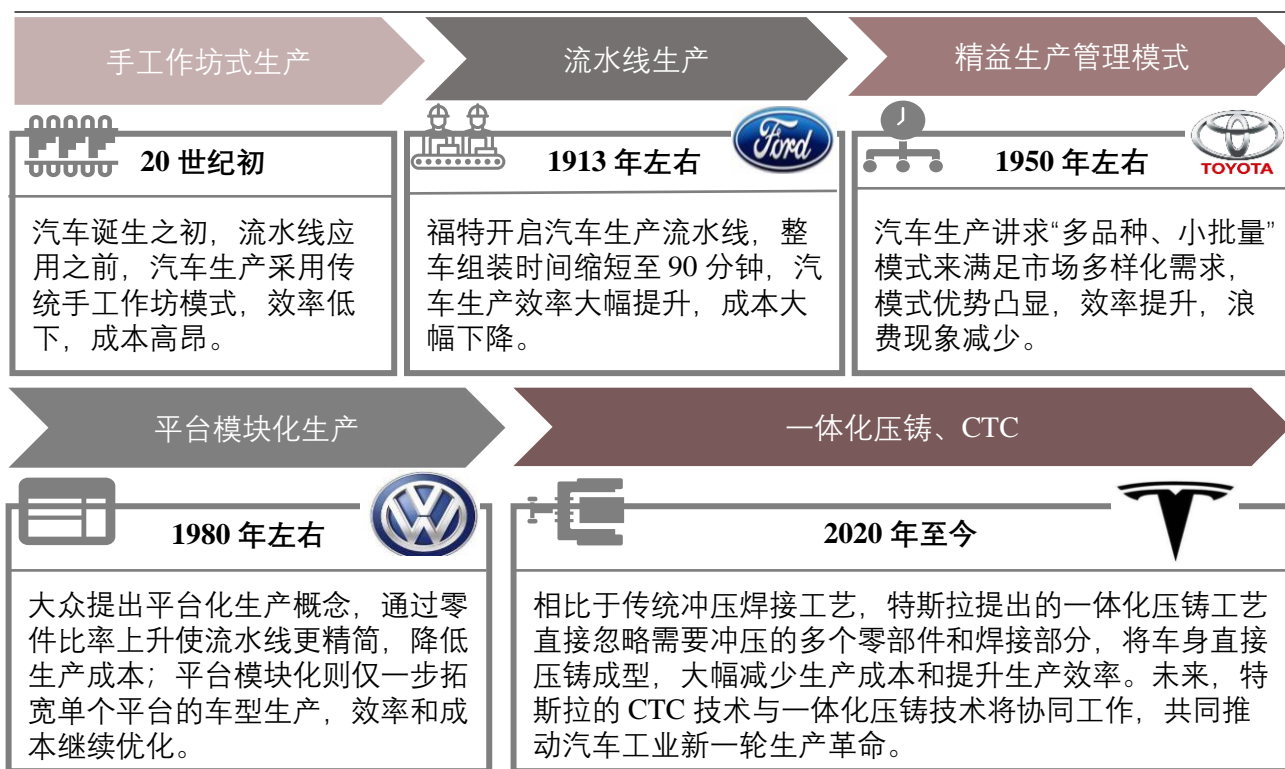 手工作坊式生产
流水线生产
精益生产管理模式
20 世纪初
1913 年左右
Ford
1950 年左右
TOYOTA
汽车诞生之初，流水线应
用之前，汽车生产采用传
统手工作坊模式，效率低
下，成本高昂。
福特开启汽车生产流水线，整
车组装时间缩短至 90 分钟，汽
车生产效率大幅提升，成本大
幅下降。
汽车生产讲求“多品种、小批量”
模式来满足市场多样化需求，
模式优势凸显，效率提升，浪
费现象减少。
平台模块化生产
一体化压铸、CTC
1980 年左右
2020 年至今
大众提出平台化生产概念，通过零
件比率上升使流水线更精简，降低
生产成本；平台模块化则仅一步拓
宽单个平台的车型生产，效率和成
本继续优化。
相比于传统冲压焊接工艺，特斯拉提出的一体化压铸工艺
直接忽略需要冲压的多个零部件和焊接部分，将车身直接
压铸成型，大幅减少生产成本和提升生产效率。未来，特
斯拉的 CTC 技术与一体化压铸技术将协同工作，共同推
动汽车工业新一轮生产革命。